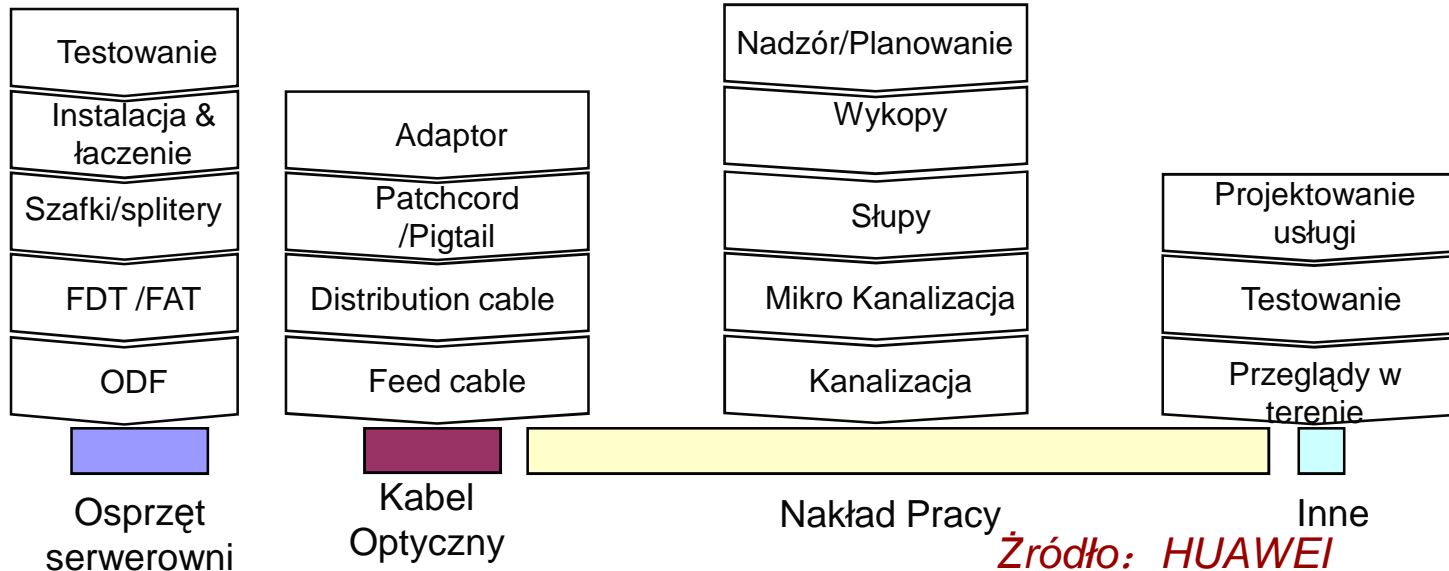 Testowanie
Instalacja &
łaczenie
Szafki/splitery
FDT /FAT
ODF
Osprzęt
serwerowni
Adaptor
Patchcord
/Pigtail
Distribution cable
Feed cable
Kabel
Optyczny
Nadzór/Planowanie
Wykopy
Słupy
Mikro Kanalizacja
Kanalizacja
Nakład Pracy
Projektowanie
usługi
Testowanie
Przeglądy w
terenie
Inne
Żródło：HUAWEI